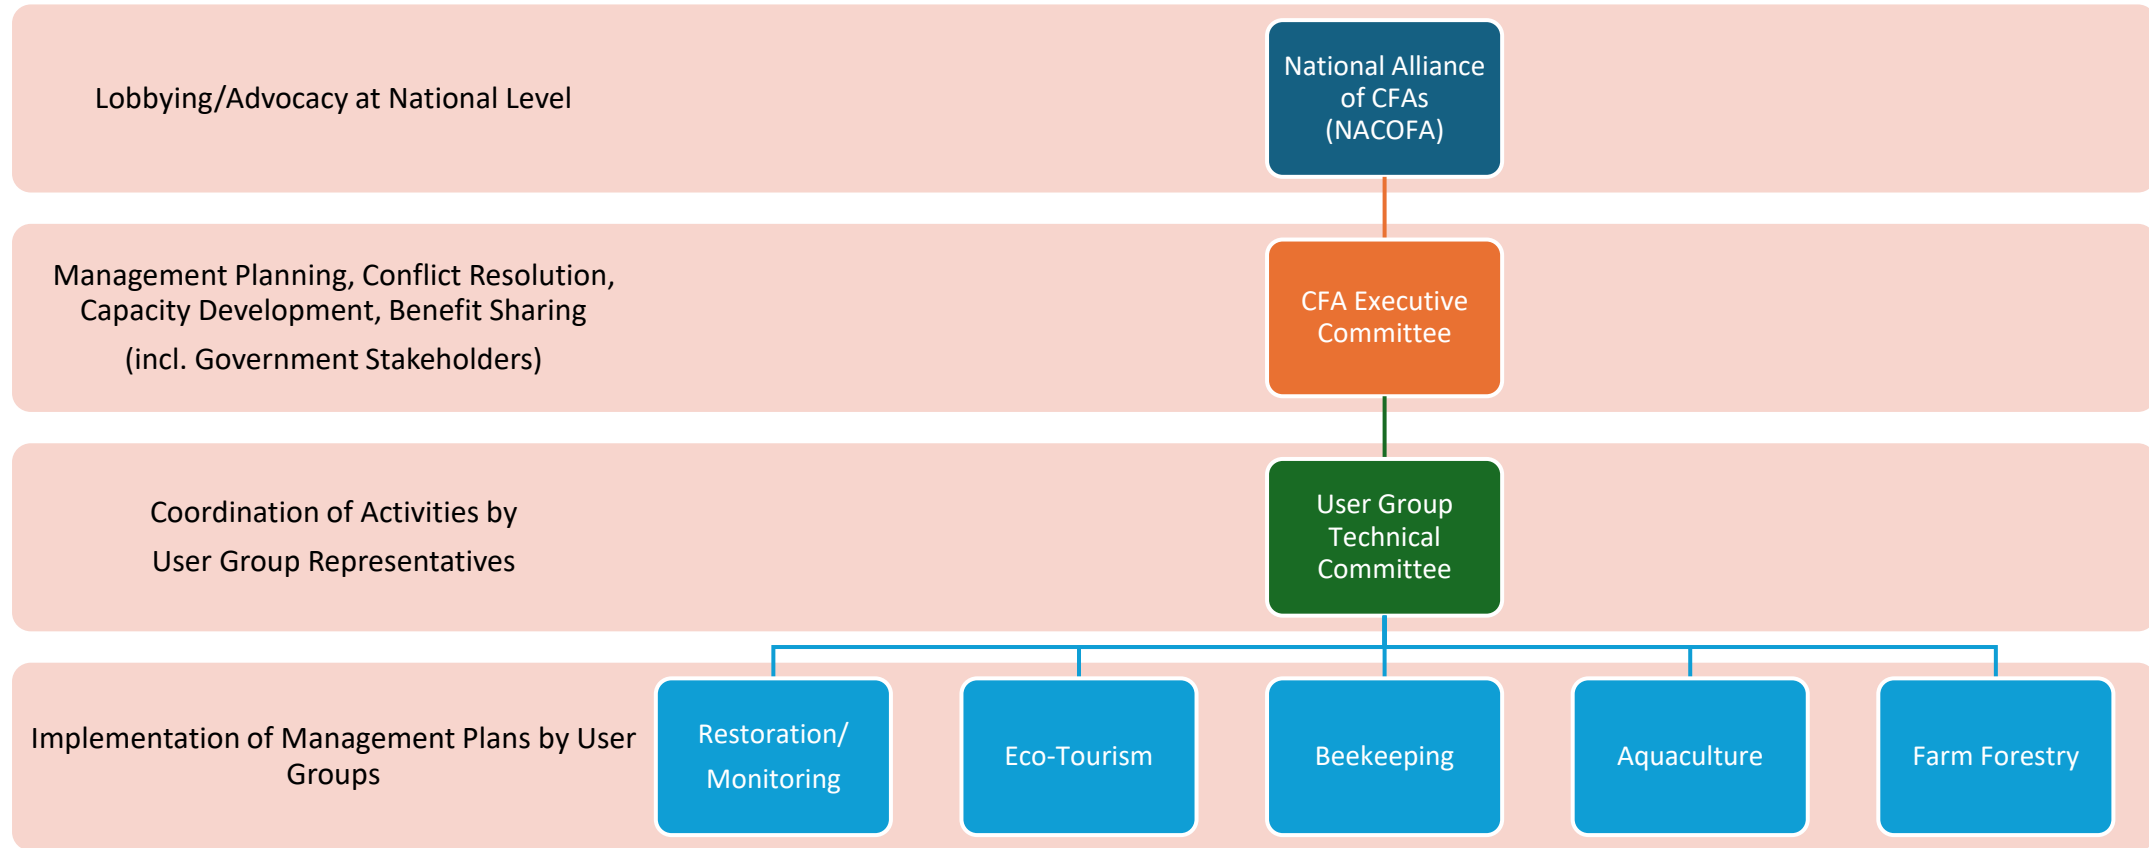 Lobbying/Advocacy at National Level
National Alliance
of CFAs
(NACOFA)
Management Planning, Conflict Resolution,
Capacity Development, Benefit Sharing
(incl. Government Stakeholders)
CFA Executive
Committee
Coordination of Activities by
User Group Representatives
User Group
Technical
Committee
Implementation of Management Plans by User
Groups
Restoration/
Monitoring
Eco-Tourism
Beekeeping
Aquaculture
Farm Forestry